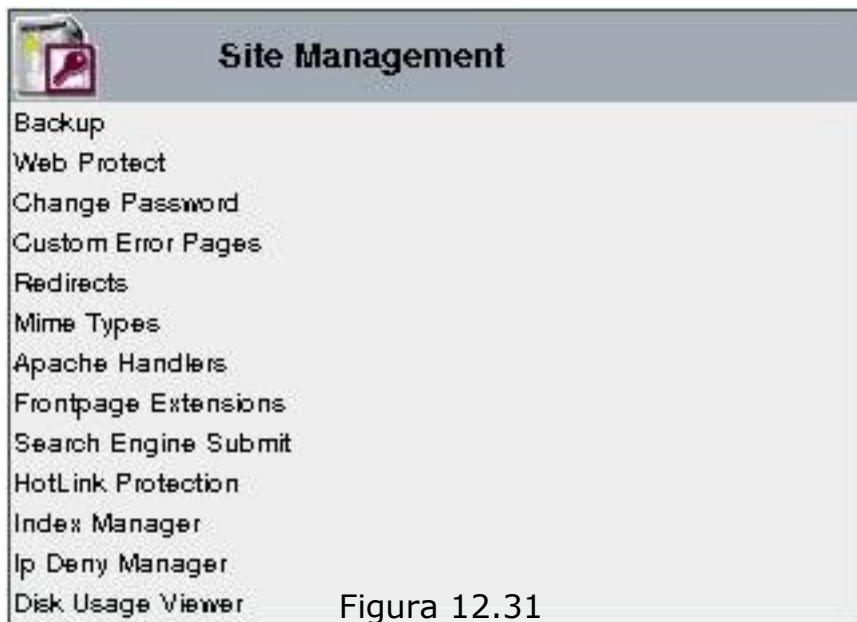 Site Management
Backup
Web Protect
Change Password
Custom Error Pages
Redirects
Mime Types
Apache Handlers
Frontpage Extensions
Search Engine Submit
HotLink Protection
Index Manager
Ip Deny Manager
Disk Usage Viewer
Figura 12.31